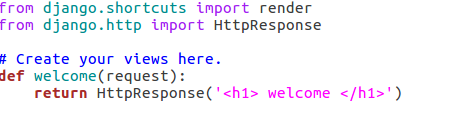 from django.shortcuts import render
from django.http import HttpResponse
# Create your views here.
def welcome(request):
return HttpResponse('<h1> welcome </h1>')